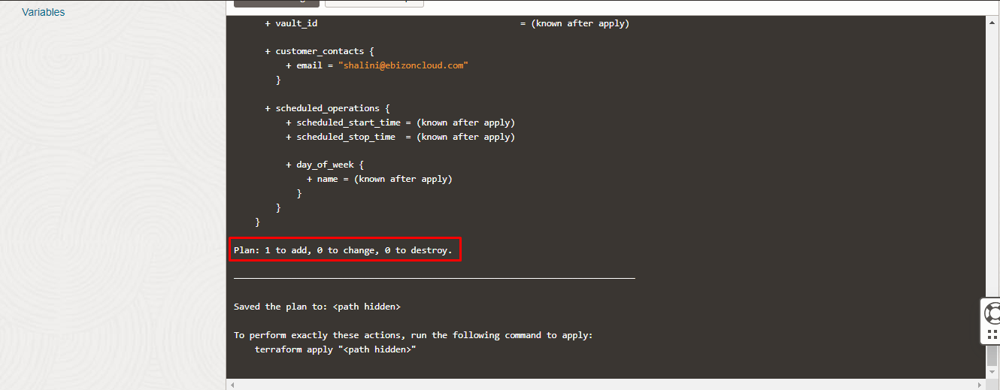 Variables
+ vault_id = (known after apply)
+ customer_contacts {
+ email = "shalini@ebizoncloud.com"
}
+ scheduled_operations {
+ scheduled_start_time = (known after apply)
+ scheduled_stop_time = (known after apply)
+ day_of_week {
+ name = (known after apply)
}
}
}
Plan: 1 to add, 0 to change, 0 to destroy.
Saved the plan to: <path hidden>
To perform exactly these actions, run the following command to apply:
terraform apply "<path hidden>"